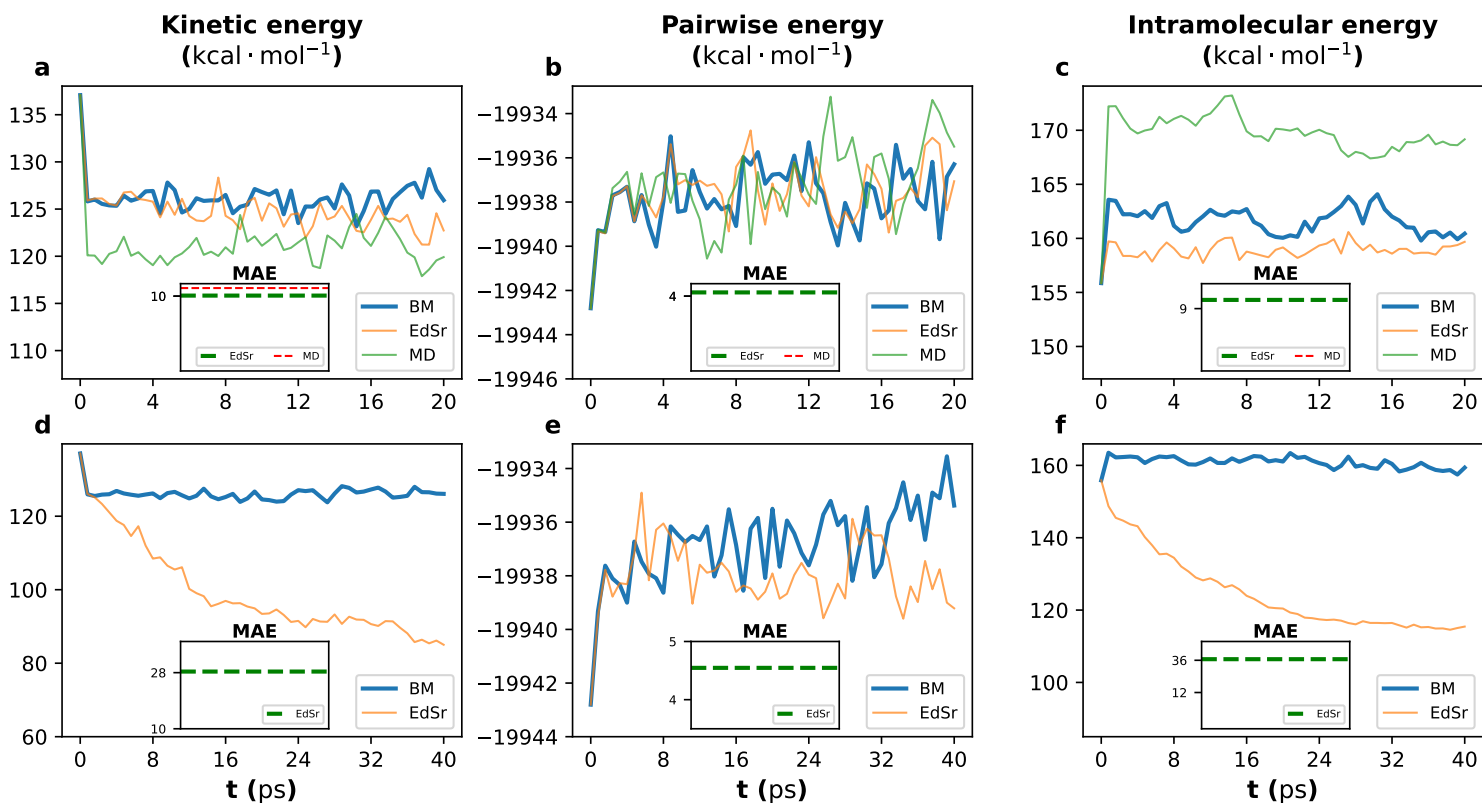 Kinetic energy
(kcal · mol⁻¹)
Pairwise energy
(kcal · mol⁻¹)
Intramolecular energy
(kcal · mol⁻¹)
a
135
130
125
120
115
110
0
4
8
12
16
20
MAE
10
EdSr
MD
BM
EdSr
MD
b
−19934
−19936
−19938
−19940
−19942
−19944
−19946
0
4
8
12
16
20
MAE
4
EdSr
MD
BM
EdSr
MD
c
170
165
160
155
150
0
4
8
12
16
20
MAE
9
EdSr
MD
BM
EdSr
MD
d
120
100
80
60
0
8
16
24
32
40
t (ps)
MAE
28
10
EdSr
BM
EdSr
e
−19934
−19936
−19938
−19940
−19942
−19944
0
8
16
24
32
40
t (ps)
MAE
5
4
EdSr
BM
EdSr
f
160
140
120
100
0
8
16
24
32
40
t (ps)
MAE
36
12
EdSr
BM
EdSr